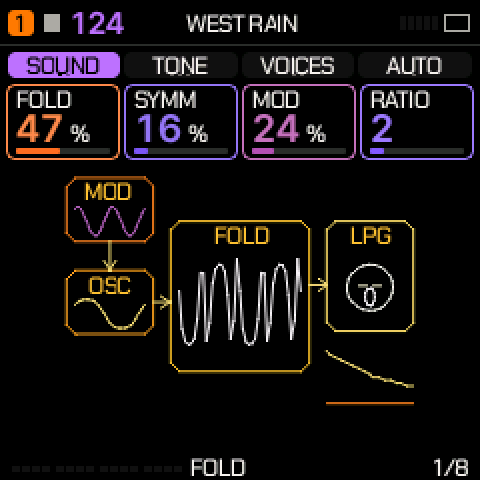 1 124 WEST RAIN
SOUND TONE VOICES AUTO
FOLD SYMM MOD RATIO
47 % 16 % 24 % 2
MOD
FOLD LPG
OSC
FOLD 1/8